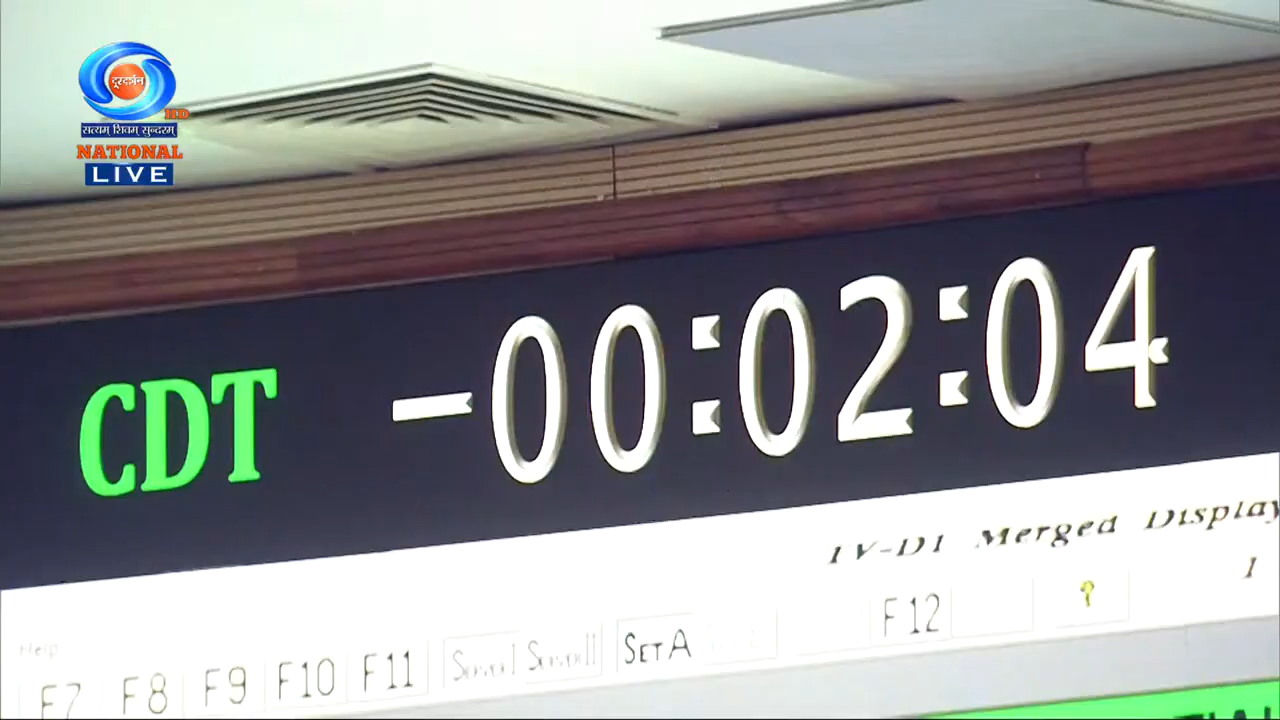 दूरदर्शन
HD
सत्यम् शिवम् सुन्दरम्
NATIONAL
LIVE
CDT -00:02:04
TV-D1 Merged Display
1
Help
F7 F8 F9 F10 F11 SET A F12